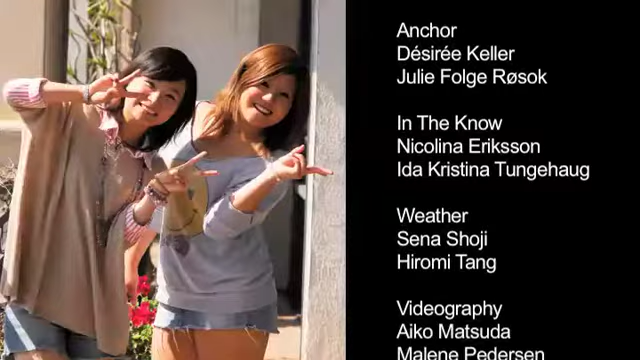 Anchor
Désirée Keller
Julie Folge Røsok
In The Know
Nicolina Eriksson
Ida Kristina Tungehaug
Weather
Sena Shoji
Hiromi Tang
Videography
Aiko Matsuda
Malene Pedersen